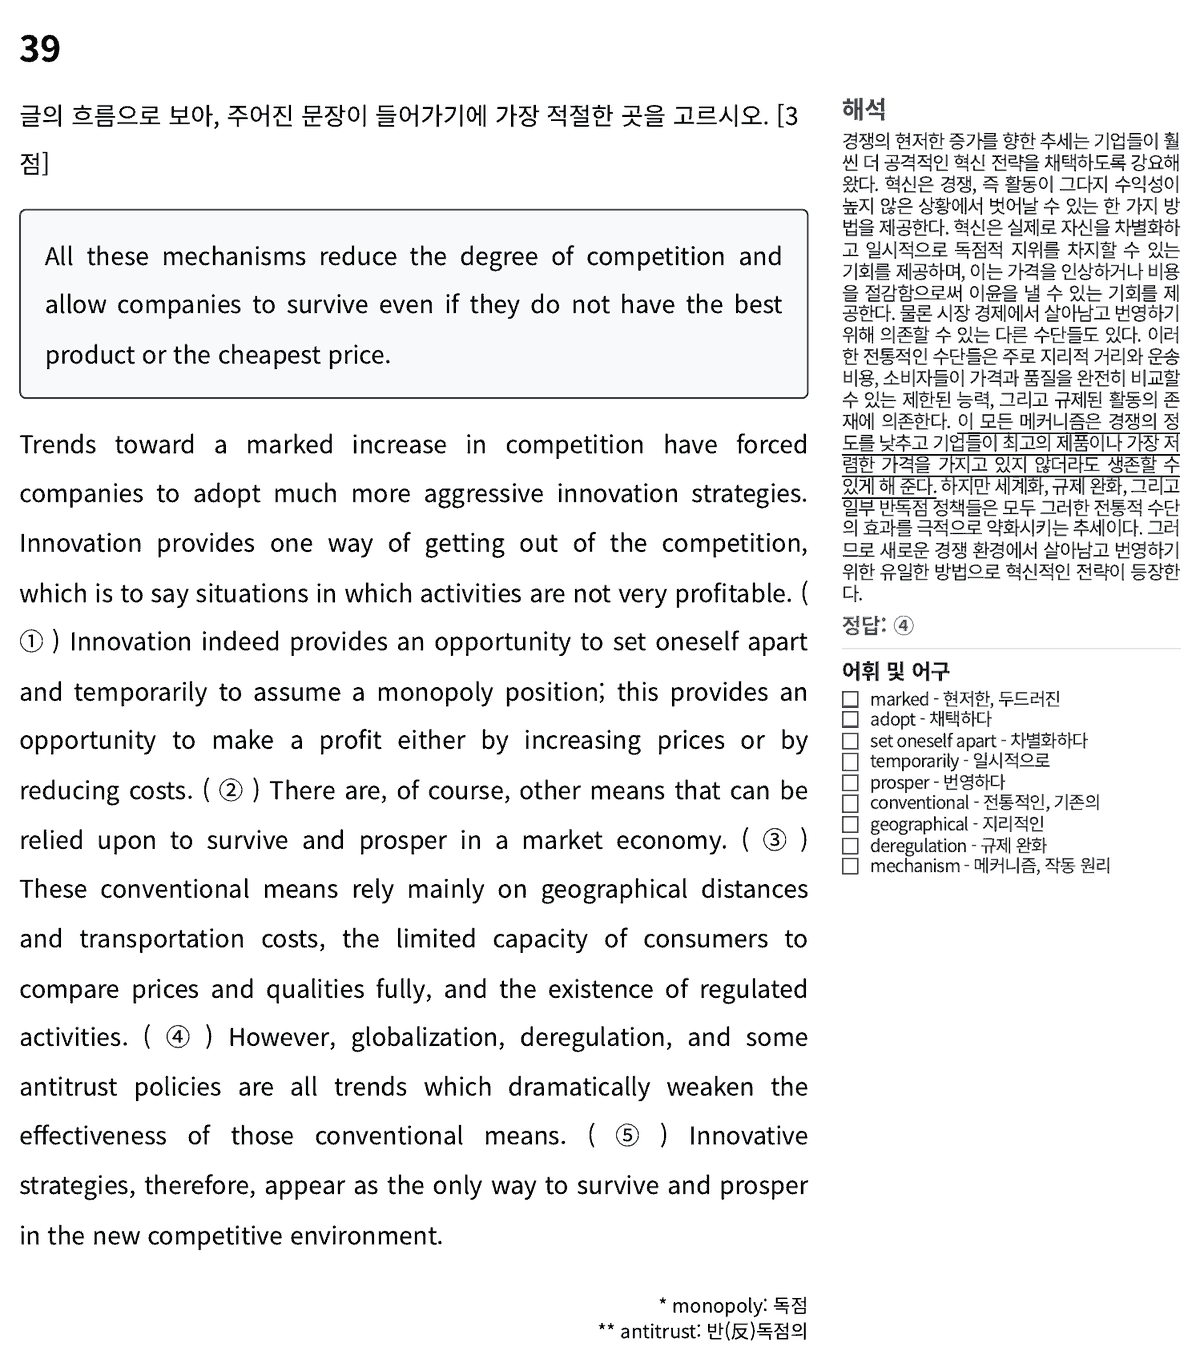 39
글의 흐름으로 보아, 주어진 문장이 들어가기에 가장 적절한 곳을 고르시오. [3
점]
All these mechanisms reduce the degree of competition and
allow companies to survive even if they do not have the best
product or the cheapest price.
Trends toward a marked increase in competition have forced
companies to adopt much more aggressive innovation strategies.
Innovation provides one way of getting out of the competition,
which is to say situations in which activities are not very profitable. (
① ) Innovation indeed provides an opportunity to set oneself apart
and temporarily to assume a monopoly position; this provides an
opportunity to make a profit either by increasing prices or by
reducing costs. ( ② ) There are, of course, other means that can be
relied upon to survive and prosper in a market economy. ( ③ )
These conventional means rely mainly on geographical distances
and transportation costs, the limited capacity of consumers to
compare prices and qualities fully, and the existence of regulated
activities. ( ④ ) However, globalization, deregulation, and some
antitrust policies are all trends which dramatically weaken the
effectiveness of those conventional means. ( ⑤ ) Innovative
strategies, therefore, appear as the only way to survive and prosper
in the new competitive environment.
* monopoly: 독점
** antitrust: 반(反)독점의
해석
경쟁의 현저한 증가를 향한 추세는 기업들이 훨
씬 더 공격적인 혁신 전략을 채택하도록 강요해
왔다. 혁신은 경쟁, 즉 활동이 그다지 수익성이
높지 않은 상황에서 벗어날 수 있는 한 가지 방
법을 제공한다. 혁신은 실제로 자신을 차별화하
고 일시적으로 독점적 지위를 차지할 수 있는
기회를 제공하며, 이는 가격을 인상하거나 비용
을 절감함으로써 이윤을 낼 수 있는 기회를 제
공한다. 물론 시장 경제에서 살아남고 번영하기
위해 의존할 수 있는 다른 수단들도 있다. 이러
한 전통적인 수단들은 주로 지리적 거리와 운송
비용, 소비자들이 가격과 품질을 완전히 비교할
수 있는 제한된 능력, 그리고 규제된 활동의 존
재에 의존한다. 이 모든 메커니즘은 경쟁의 정
도를 낮추고 기업들이 최고의 제품이나 가장 저
렴한 가격을 가지고 있지 않더라도 생존할 수
있게 해 준다. 하지만 세계화, 규제 완화, 그리고
일부 반독점 정책들은 모두 그러한 전통적 수단
의 효과를 극적으로 약화시키는 추세이다. 그러
므로 새로운 경쟁 환경에서 살아남고 번영하기
위한 유일한 방법으로 혁신적인 전략이 등장한
다.
정답: ④
어휘 및 어구
marked - 현저한, 두드러진
adopt - 채택하다
set oneself apart - 차별화하다
temporarily - 일시적으로
prosper - 번영하다
conventional - 전통적인, 기존의
geographical - 지리적인
deregulation - 규제 완화
mechanism - 메커니즘, 작동 원리